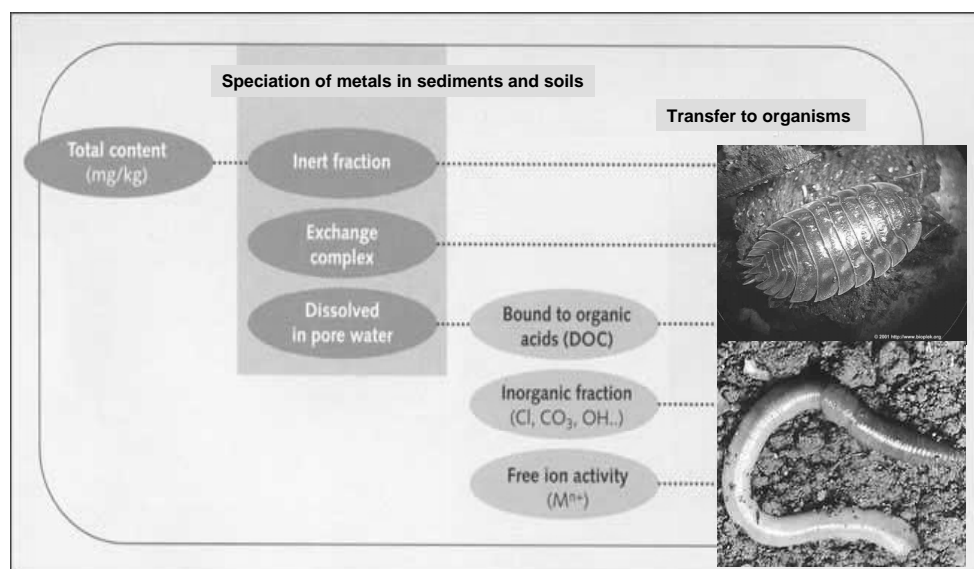 Speciation of metals in sediments and soils
Transfer to organisms
Total content
(mg/kg)
Inert fraction
Exchange
complex
Dissolved
in pore water
Bound to organic
acids (DOC)
Inorganic fraction
(Cl, CO₃, OH..)
Free ion activity
(Mⁿ⁺)
© 2001 http://www.bioptek.org